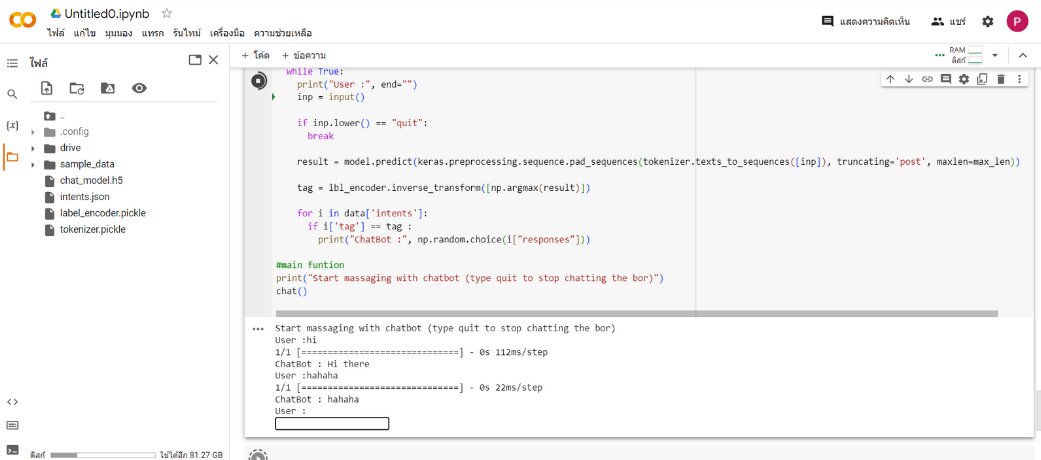 Untitled0.ipynb
ไฟล์ แก้ไข มุมมอง แทรก รันไทม์ เครื่องมือ ความช่วยเหลือ
แสดงความคิดเห็น แชร์ P
ไฟล์
..
.config
drive
sample_data
chat_model.h5
intents.json
label_encoder.pickle
tokenizer.pickle
ดิสก์ ใช้ได้อีก 81.27 GB
+ โค้ด + ข้อความ
RAM
ดิสก์
while True:
print("User :", end="")
inp = input()
if inp.lower() == "quit":
break
result = model.predict(keras.preprocessing.sequence.pad_sequences(tokenizer.texts_to_sequences([inp]), truncating='post', maxlen=max_len))
tag = lbl_encoder.inverse_transform([np.argmax(result)])
for i in data['intents']:
if i['tag'] == tag :
print("ChatBot :", np.random.choice(i["responses"]))
#main funtion
print("Start massaging with chatbot (type quit to stop chatting the bor)")
chat()
Start massaging with chatbot (type quit to stop chatting the bor)
User :hi
1/1 [==============================] - 0s 112ms/step
ChatBot : Hi there
User :hahaha
1/1 [==============================] - 0s 22ms/step
ChatBot : hahaha
User :